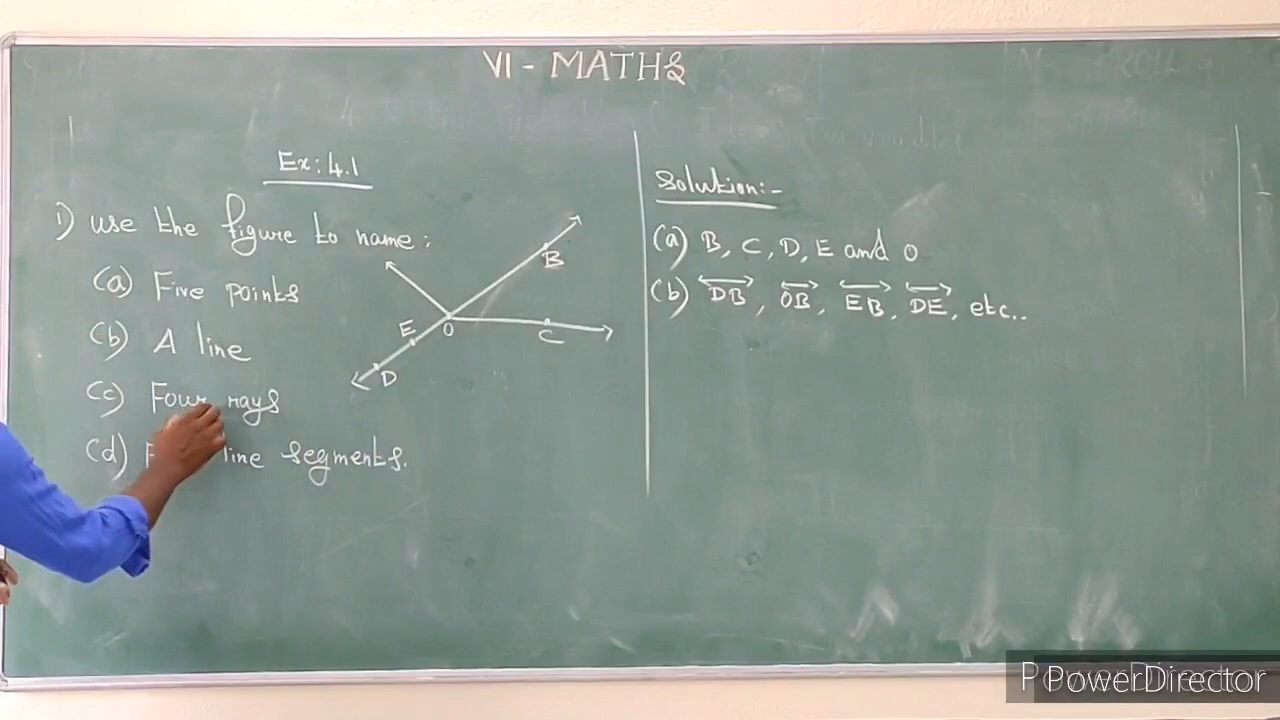 VI - MATHS
Ex: 4.1
1) use the figure to name:
(a) Five points
(b) A line
(c) Four rays
(d) line segments.
B
E
O
C
D
Solution:-
(a) B, C, D, E and O
(b) DB, OB, EB, DE, etc..
PowerDirector